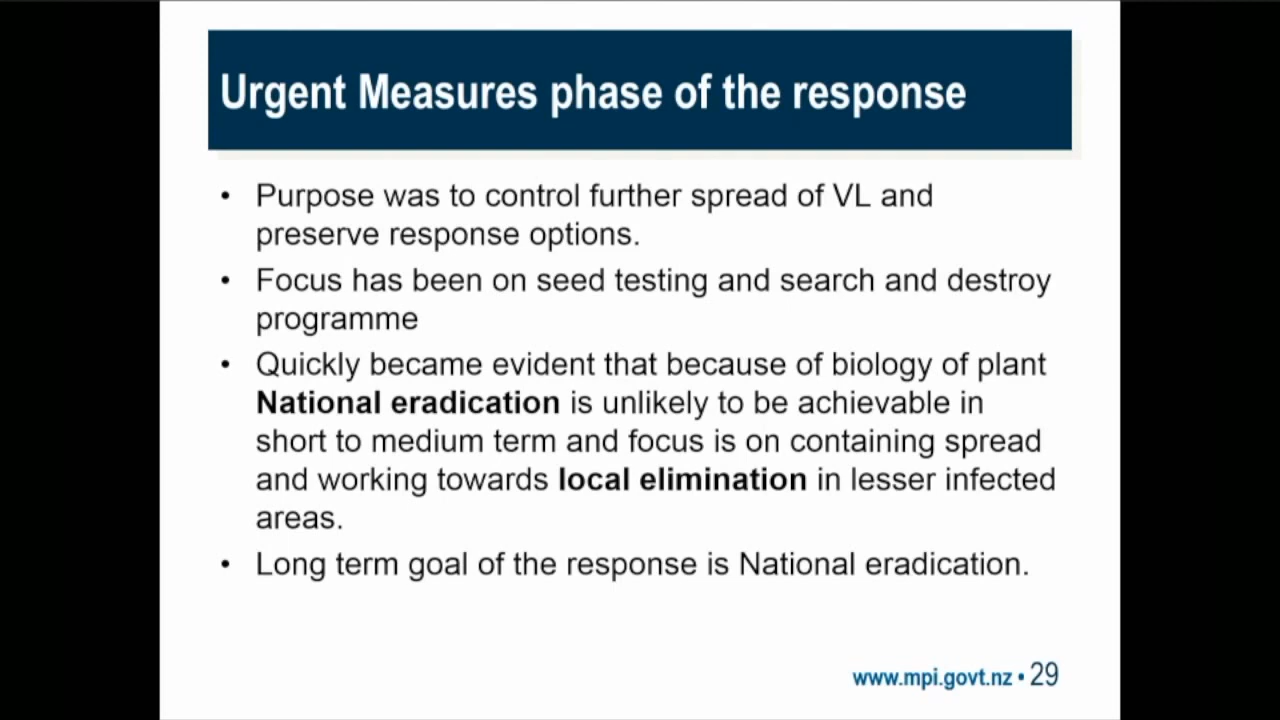 Urgent Measures phase of the response
• Purpose was to control further spread of VL and
preserve response options.
• Focus has been on seed testing and search and destroy
programme
• Quickly became evident that because of biology of plant
National eradication is unlikely to be achievable in
short to medium term and focus is on containing spread
and working towards local elimination in lesser infected
areas.
• Long term goal of the response is National eradication.
www.mpi.govt.nz • 29